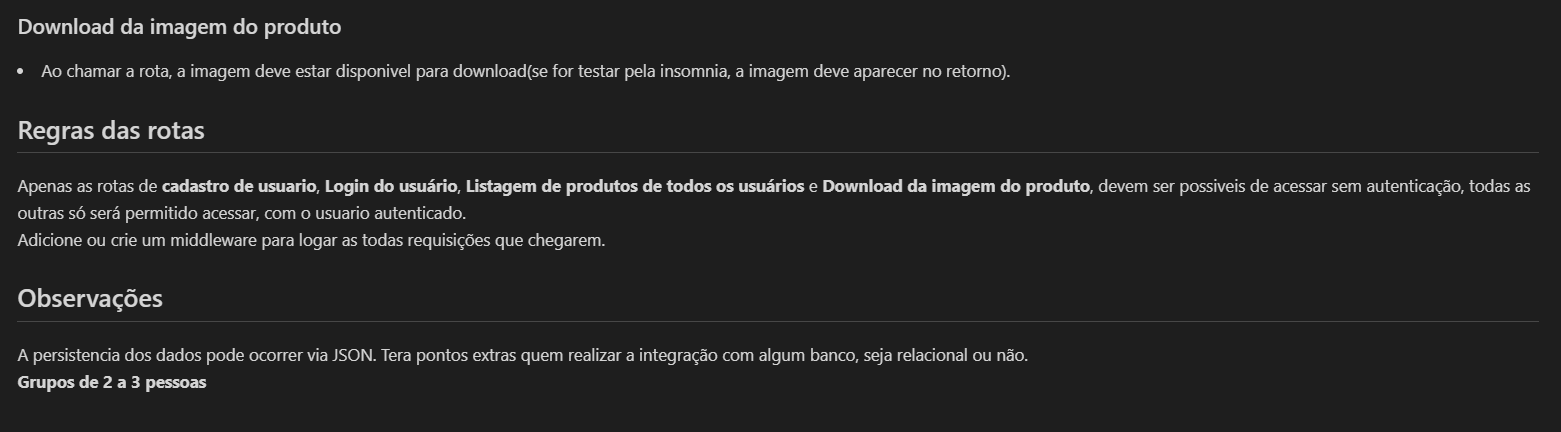 Download da imagem do produto
• Ao chamar a rota, a imagem deve estar disponivel para download(se for testar pela insomnia, a imagem deve aparecer no retorno).
Regras das rotas
Apenas as rotas de cadastro de usuario, Login do usuário, Listagem de produtos de todos os usuários e Download da imagem do produto, devem ser possiveis de acessar sem autenticação, todas as
outras só será permitido acessar, com o usuario autenticado.
Adicione ou crie um middleware para logar as todas requisições que chegarem.
Observações
A persistencia dos dados pode ocorrer via JSON. Tera pontos extras quem realizar a integração com algum banco, seja relacional ou não.
Grupos de 2 a 3 pessoas